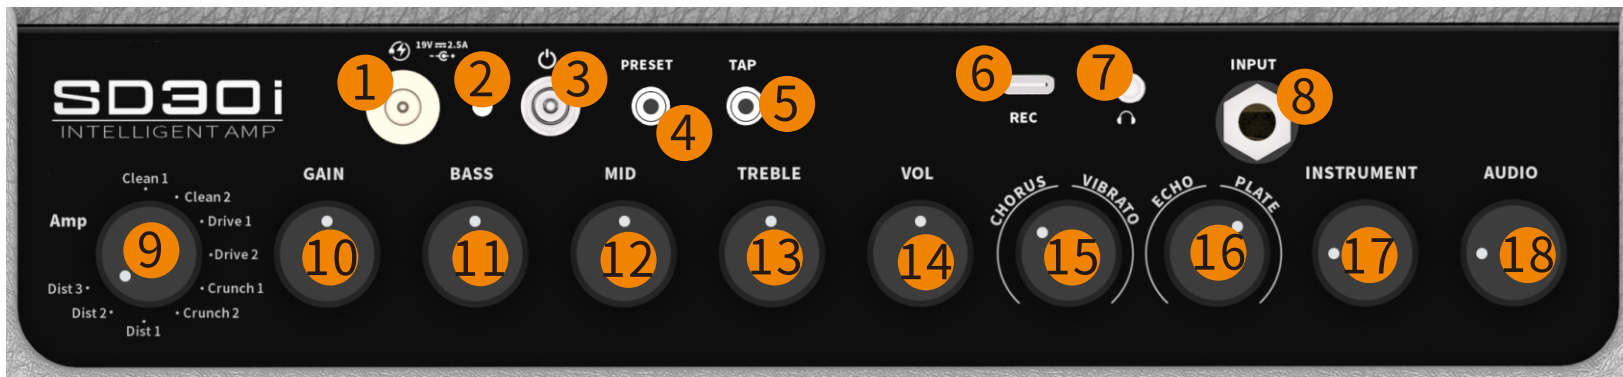 19V⎓2.5A
1
2
3
PRESET
4
TAP
5
6
REC
7
INPUT
8
SD30i
INTELLIGENT AMP
Amp
Clean 1
Clean 2
Drive 1
Drive 2
Crunch 1
Crunch 2
Dist 1
Dist 2
Dist 3
9
GAIN
10
BASS
11
MID
12
TREBLE
13
VOL
14
CHORUS
VIBRATO
15
ECHO
PLATE
16
INSTRUMENT
17
AUDIO
18